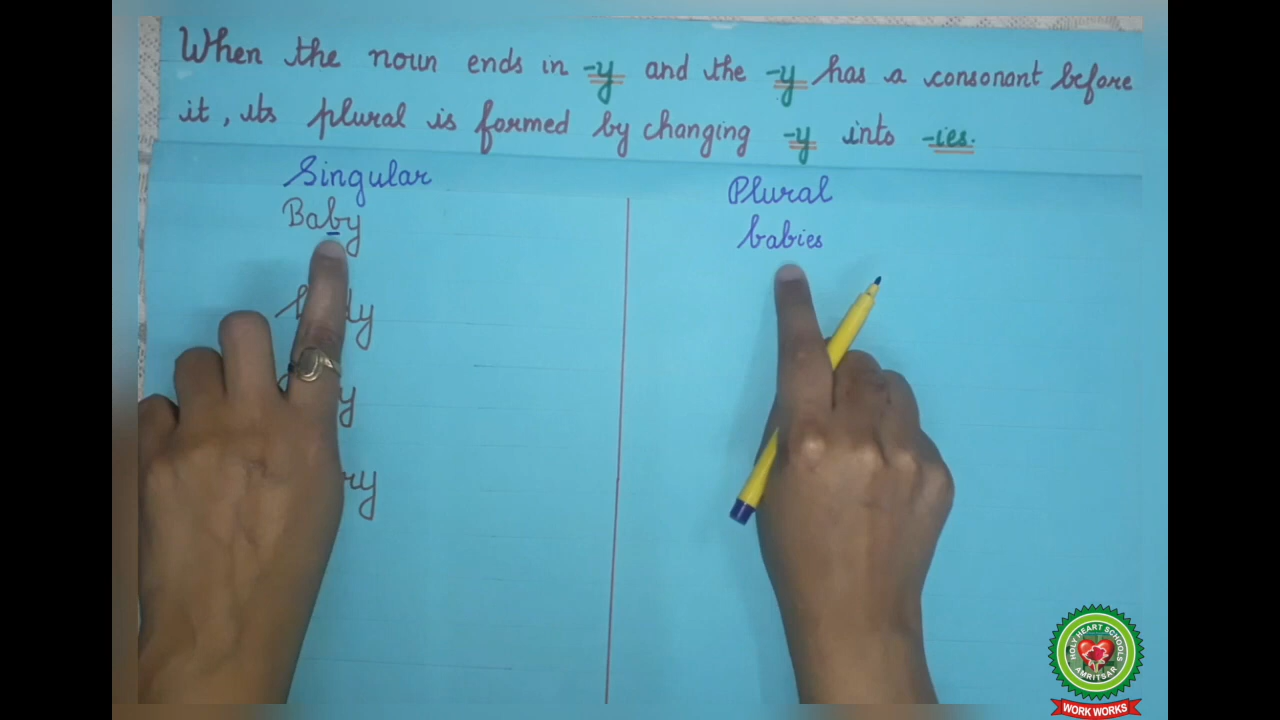 When the noun ends in -y and the -y has a consonant before
it, its plural is formed by changing -y into -ies.
Singular
Plural
Baby
babies
HOLY HEART SCHOOLS
AMRITSAR
WORK WORKS